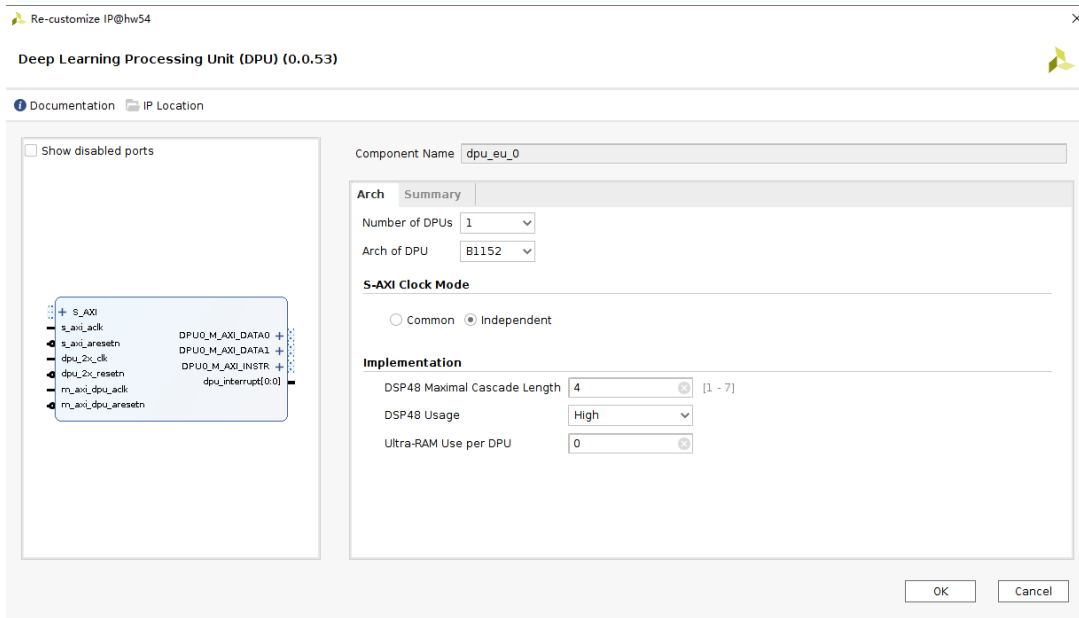 Re-customize IP@hw54
Deep Learning Processing Unit (DPU) (0.0.53)
Documentation IP Location
Show disabled ports
S_AXI
s_axi_aclk
s_axi_aresetn
dpu_2x_clk
dpu_2x_resetn
m_axi_dpu_aclk
m_axi_dpu_aresetn
DPU0_M_AXI_DATA0
DPU0_M_AXI_DATA1
DPU0_M_AXI_INSTR
dpu_interrupt[0:0]
Component Name dpu_eu_0
Arch Summary
Number of DPUs 1
Arch of DPU B1152
S-AXI Clock Mode
Common Independent
Implementation
DSP48 Maximal Cascade Length 4 [1 - 7]
DSP48 Usage High
Ultra-RAM Use per DPU 0
OK Cancel